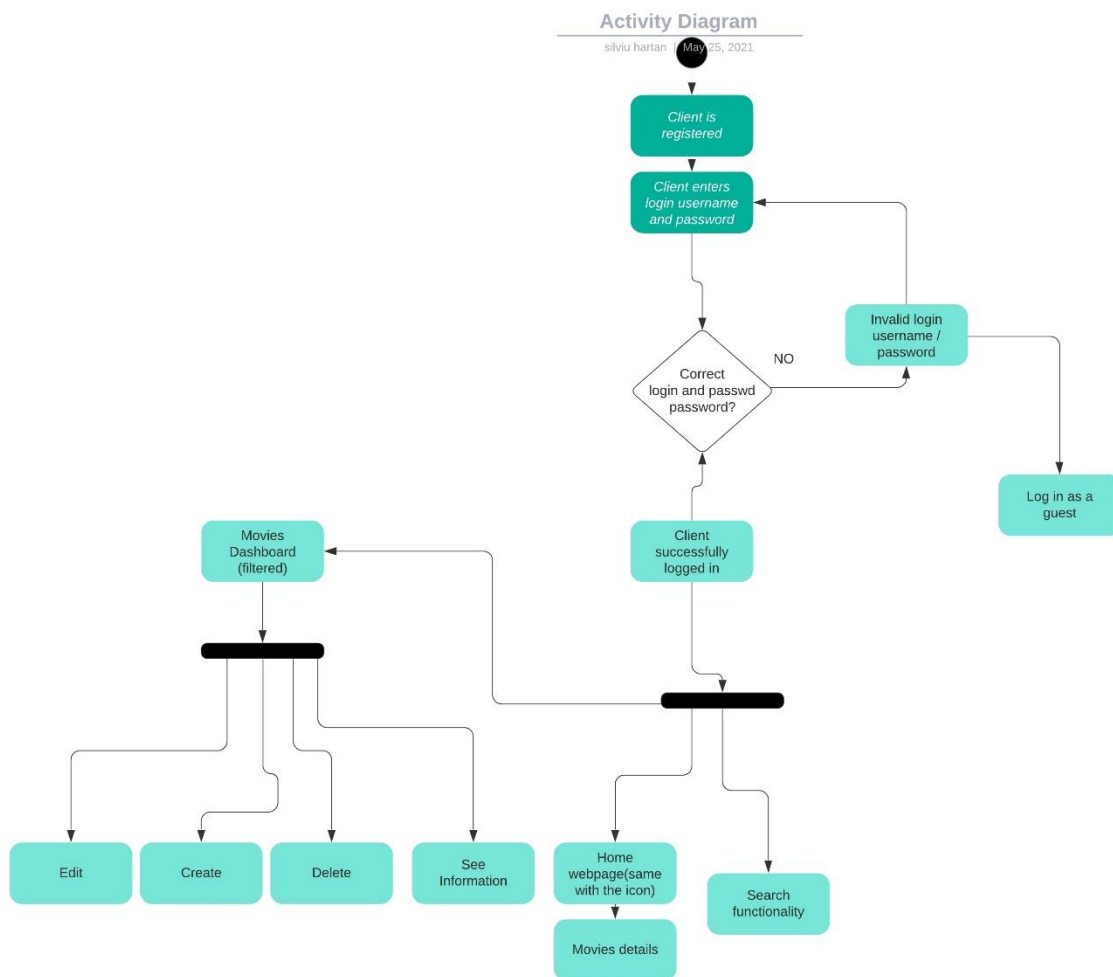 Activity Diagram
silviu hartan | May 25, 2021
Client is
registered
Client enters
login username
and password
Invalid login
username /
password
NO
Correct
login and passwd
password?
Log in as a
guest
Movies
Dashboard
(filtered)
Client
successfully
logged in
Edit
Create
Delete
See
Information
Home
webpage(same
with the icon)
Search
functionality
Movies details